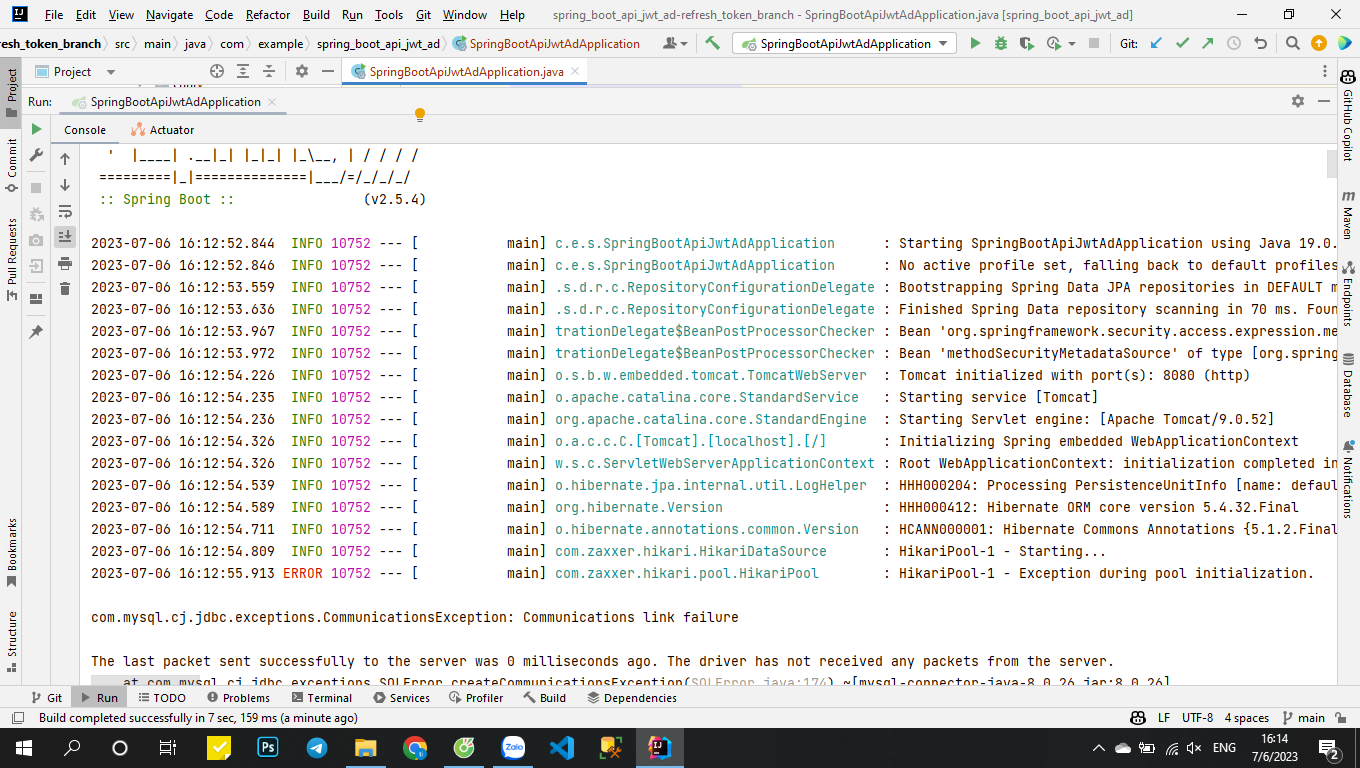 File Edit View Navigate Code Refactor Build Run Tools Git Window Help spring_boot_api_jwt_ad-refresh_token_branch - SpringBootApiJwtAdApplication.java [spring_boot_api_jwt_ad]
resh_token_branch src main java com example spring_boot_api_jwt_ad SpringBootApiJwtAdApplication SpringBootApiJwtAdApplication Git:
Project SpringBootApiJwtAdApplication.java
Run: SpringBootApiJwtAdApplication
Console Actuator
' |____| .__|_| |_|_| |_\__, | / / / /
=========|_|==============|___/=/_/_/_/
:: Spring Boot :: (v2.5.4)
2023-07-06 16:12:52.844 INFO 10752 --- [ main] c.e.s.SpringBootApiJwtAdApplication : Starting SpringBootApiJwtAdApplication using Java 19.0.
2023-07-06 16:12:52.846 INFO 10752 --- [ main] c.e.s.SpringBootApiJwtAdApplication : No active profile set, falling back to default profiles
2023-07-06 16:12:53.559 INFO 10752 --- [ main] .s.d.r.c.RepositoryConfigurationDelegate : Bootstrapping Spring Data JPA repositories in DEFAULT m
2023-07-06 16:12:53.636 INFO 10752 --- [ main] .s.d.r.c.RepositoryConfigurationDelegate : Finished Spring Data repository scanning in 70 ms. Foun
2023-07-06 16:12:53.967 INFO 10752 --- [ main] trationDelegate$BeanPostProcessorChecker : Bean 'org.springframework.security.access.expression.me
2023-07-06 16:12:53.972 INFO 10752 --- [ main] trationDelegate$BeanPostProcessorChecker : Bean 'methodSecurityMetadataSource' of type [org.spring
2023-07-06 16:12:54.226 INFO 10752 --- [ main] o.s.b.w.embedded.tomcat.TomcatWebServer : Tomcat initialized with port(s): 8080 (http)
2023-07-06 16:12:54.235 INFO 10752 --- [ main] o.apache.catalina.core.StandardService : Starting service [Tomcat]
2023-07-06 16:12:54.236 INFO 10752 --- [ main] org.apache.catalina.core.StandardEngine : Starting Servlet engine: [Apache Tomcat/9.0.52]
2023-07-06 16:12:54.326 INFO 10752 --- [ main] o.a.c.c.C.[Tomcat].[localhost].[/] : Initializing Spring embedded WebApplicationContext
2023-07-06 16:12:54.326 INFO 10752 --- [ main] w.s.c.ServletWebServerApplicationContext : Root WebApplicationContext: initialization completed in
2023-07-06 16:12:54.539 INFO 10752 --- [ main] o.hibernate.jpa.internal.util.LogHelper : HHH000204: Processing PersistenceUnitInfo [name: defaul
2023-07-06 16:12:54.589 INFO 10752 --- [ main] org.hibernate.Version : HHH000412: Hibernate ORM core version 5.4.32.Final
2023-07-06 16:12:54.711 INFO 10752 --- [ main] o.hibernate.annotations.common.Version : HCANN000001: Hibernate Commons Annotations {5.1.2.Final
2023-07-06 16:12:54.809 INFO 10752 --- [ main] com.zaxxer.hikari.HikariDataSource : HikariPool-1 - Starting...
2023-07-06 16:12:55.913 ERROR 10752 --- [ main] com.zaxxer.hikari.pool.HikariPool : HikariPool-1 - Exception during pool initialization.
com.mysql.cj.jdbc.exceptions.CommunicationsException: Communications link failure
The last packet sent successfully to the server was 0 milliseconds ago. The driver has not received any packets from the server.
at com.mysql.cj.jdbc.exceptions.SQLError.createCommunicationsException(SQLError.java:174) ~[mysql-connector-java-8.0.26.jar:8.0.26]
Project
Commit
Pull Requests
Bookmarks
Structure
GitHub Copilot
m
Maven
Endpoints
Database
Notifications
Git Run TODO Problems Terminal Services Profiler Build Dependencies
Build completed successfully in 7 sec, 159 ms (a minute ago) LF UTF-8 4 spaces main
Ps Zalo ENG 16:14
7/6/2023 2